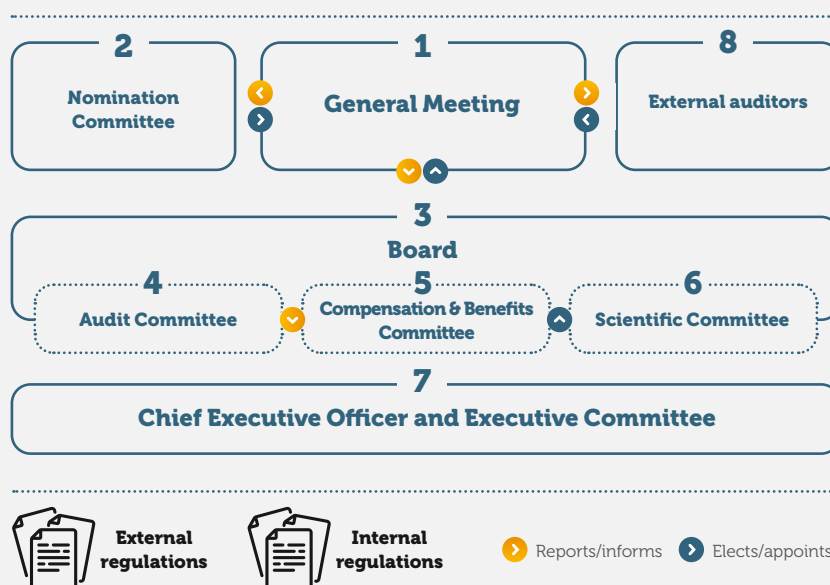 2
Nomination
Committee
1
General Meeting
8
External auditors
3
Board
4
Audit Committee
5
Compensation & Benefits
Committee
6
Scientific Committee
7
Chief Executive Officer and Executive Committee
External
regulations
Internal
regulations
Reports/informs
Elects/appoints